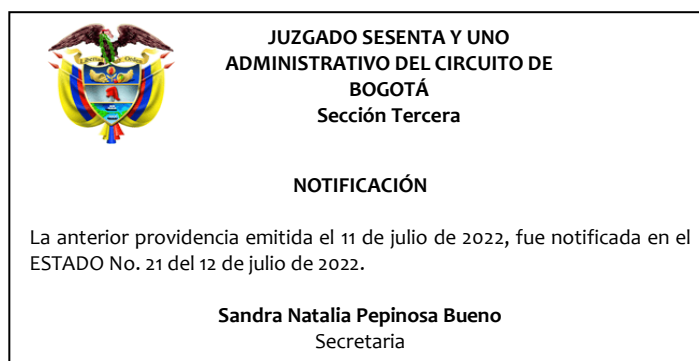 JUZGADO SESENTA Y UNO
ADMINISTRATIVO DEL CIRCUITO DE
BOGOTÁ
Sección Tercera
NOTIFICACIÓN
La anterior providencia emitida el 11 de julio de 2022, fue notificada en el
ESTADO No. 21 del 12 de julio de 2022.
Sandra Natalia Pepinosa Bueno
Secretaria